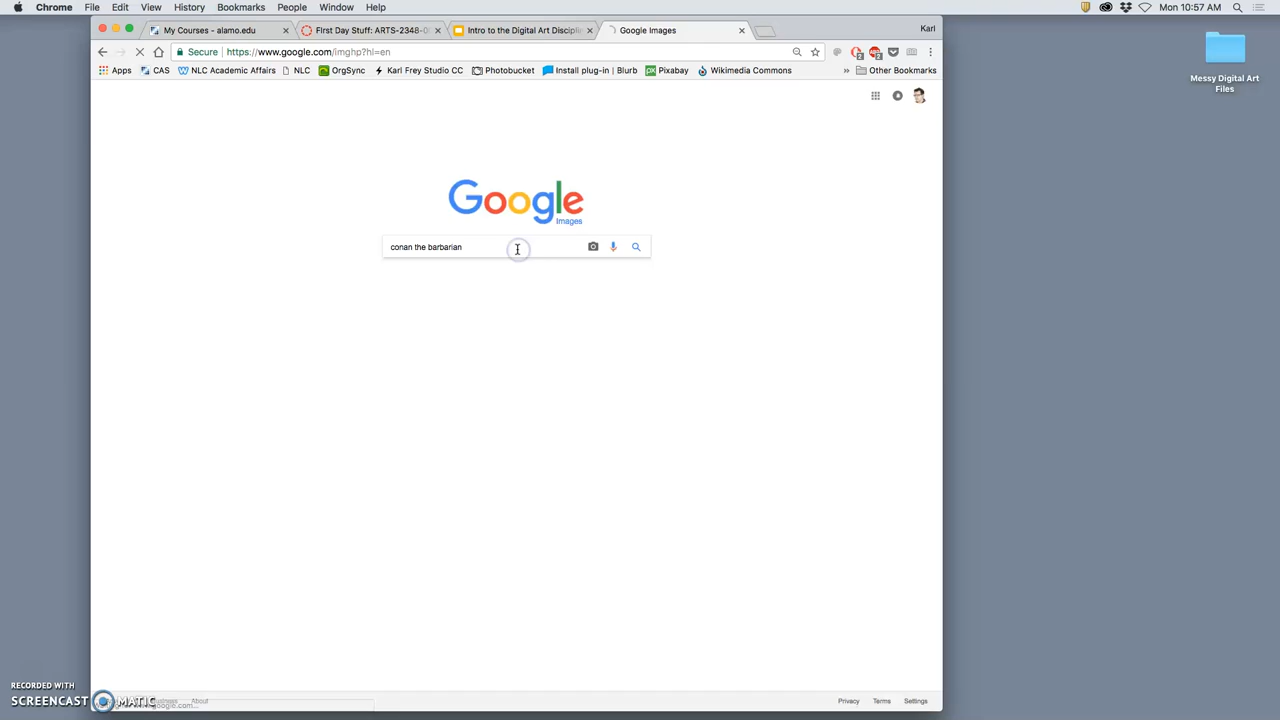 Chrome File Edit View History Bookmarks People Window Help Mon 10:57 AM
My Courses - alamo.edu First Day Stuff: ARTS-2348-0 Intro to the Digital Art Disciplin Google Images Karl
Secure https://www.google.com/imghp?hl=en
Apps CAS NLC Academic Affairs NLC OrgSync Karl Frey Studio CC Photobucket Install plug-in | Blurb Pixabay Wikimedia Commons » Other Bookmarks
Messy Digital Art
Files
Google
Images
conan the barbarian
RECORDED WITH
SCREENCAST MATIC
About Privacy Terms Settings